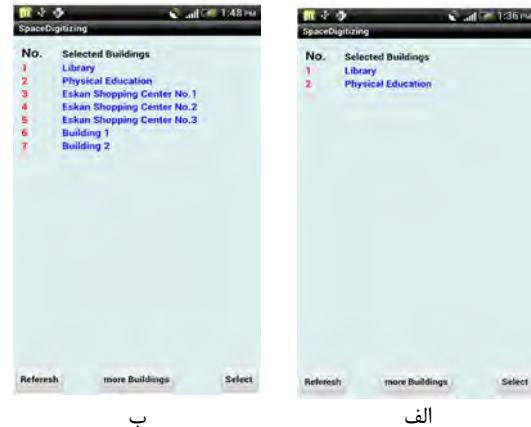 1:48 PM
SpaceDigitizing
No. Selected Buildings
1 Library
2 Physical Education
3 Eskan Shopping Center No.1
4 Eskan Shopping Center No.2
5 Eskan Shopping Center No.3
6 Building 1
7 Building 2
Referesh more Buildings Select
ب
1:36 PM
SpaceDigitizing
No. Selected Buildings
1 Library
2 Physical Education
Referesh more Buildings Select
الف